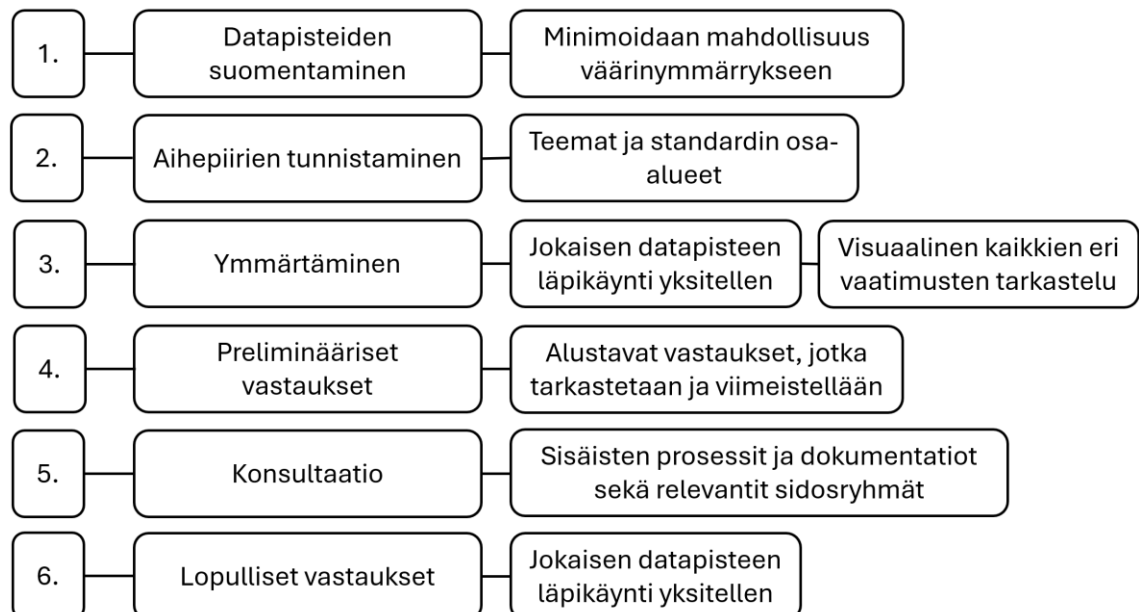 1.
Datapisteiden
suomentaminen
Minimoidaan mahdollisuus
väärinymmärrykseen
2.
Aihepiirien tunnistaminen
Teemat ja standardin osa-
alueet
3.
Ymmärtäminen
Jokaisen datapisteen
läpikäynti yksitellen
Visuaalinen kaikkien eri
vaatimusten tarkastelu
4.
Preliminääriset
vastaukset
Alustavat vastaukset, jotka
tarkastetaan ja viimeistellään
5.
Konsultaatio
Sisäisten prosessit ja dokumentatiot
sekä relevantit sidosryhmät
6.
Lopulliset vastaukset
Jokaisen datapisteen
läpikäynti yksitellen